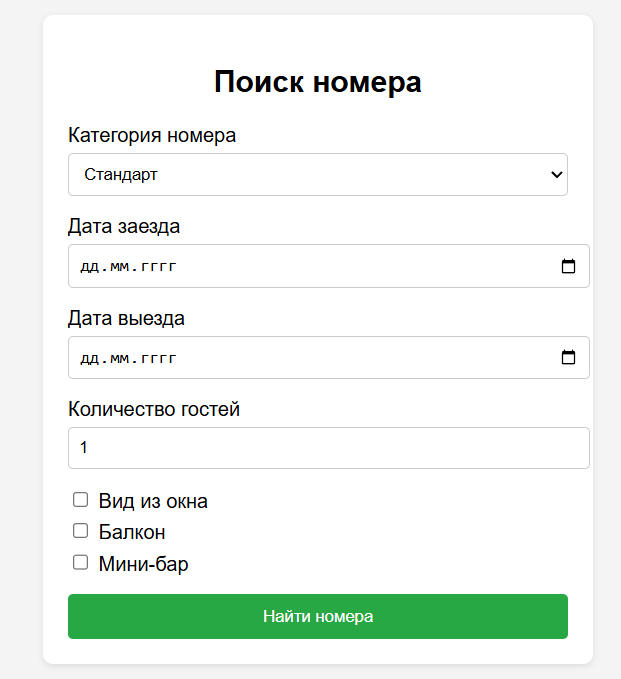 Поиск номера
Категория номера
Стандарт
Дата заезда
дд.мм.гггг
Дата выезда
дд.мм.гггг
Количество гостей
1
Вид из окна
Балкон
Мини-бар
Найти номера